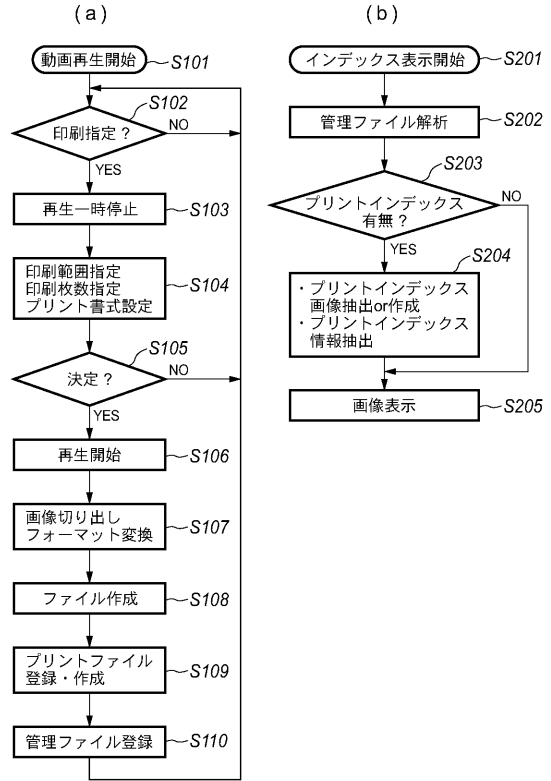 (a)
動画再生開始
S101
S102
印刷指定？
NO
YES
再生一時停止
S103
印刷範囲指定
印刷枚数指定
プリント書式設定
S104
S105
決定？
NO
YES
再生開始
S106
画像切り出し
フォーマット変換
S107
ファイル作成
S108
プリントファイル
登録・作成
S109
管理ファイル登録
S110
(b)
インデックス表示開始
S201
管理ファイル解析
S202
S203
プリントインデックス
有無？
NO
YES
S204
・プリントインデックス
画像抽出or作成
・プリントインデックス
情報抽出
画像表示
S205